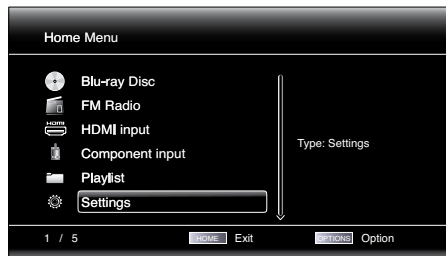 Home Menu
Blu-ray Disc
FM Radio
HDMI
HDMI input
Component input
Playlist
Settings
Type: Settings
1 / 5
HOME Exit
OPTIONS Option